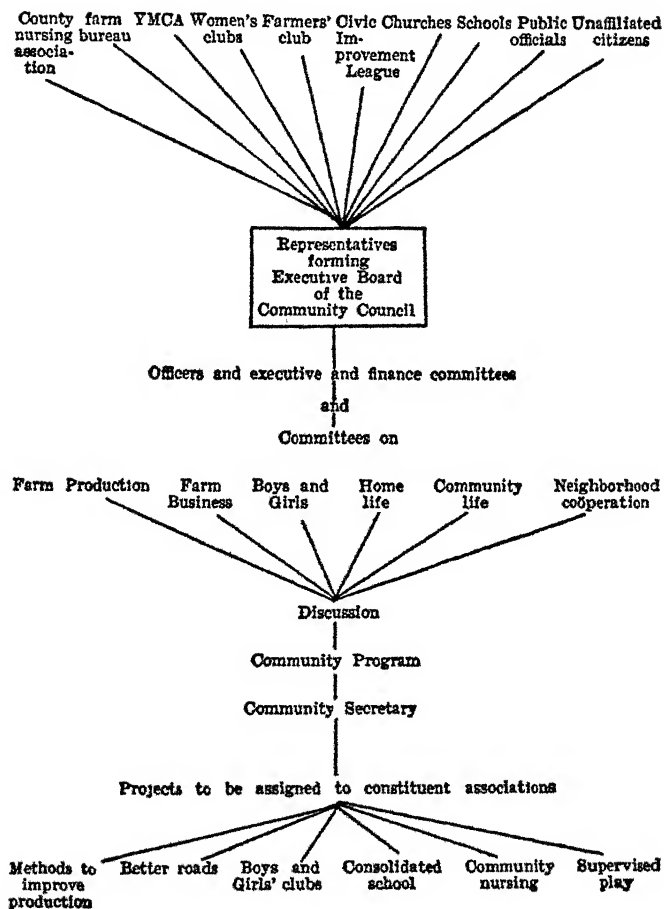 County farm YMCA Women's Farmers' Civic Churches Schools Public Unaffiliated
nursing bureau clubs club Im- officials citizens
associa- provement
tion League
Representatives
forming
Executive Board
of the
Community Council
Officers and executive and finance committees
and
Committees on
Farm Production Farm Boys and Home Community Neighborhood
Business Girls life life coöperation
Discussion
Community Program
Community Secretary
Projects to be assigned to constituent associations
Methods to Better roads Boys and Consolidated Community Supervised
improve Girls' clubs school nursing play
production